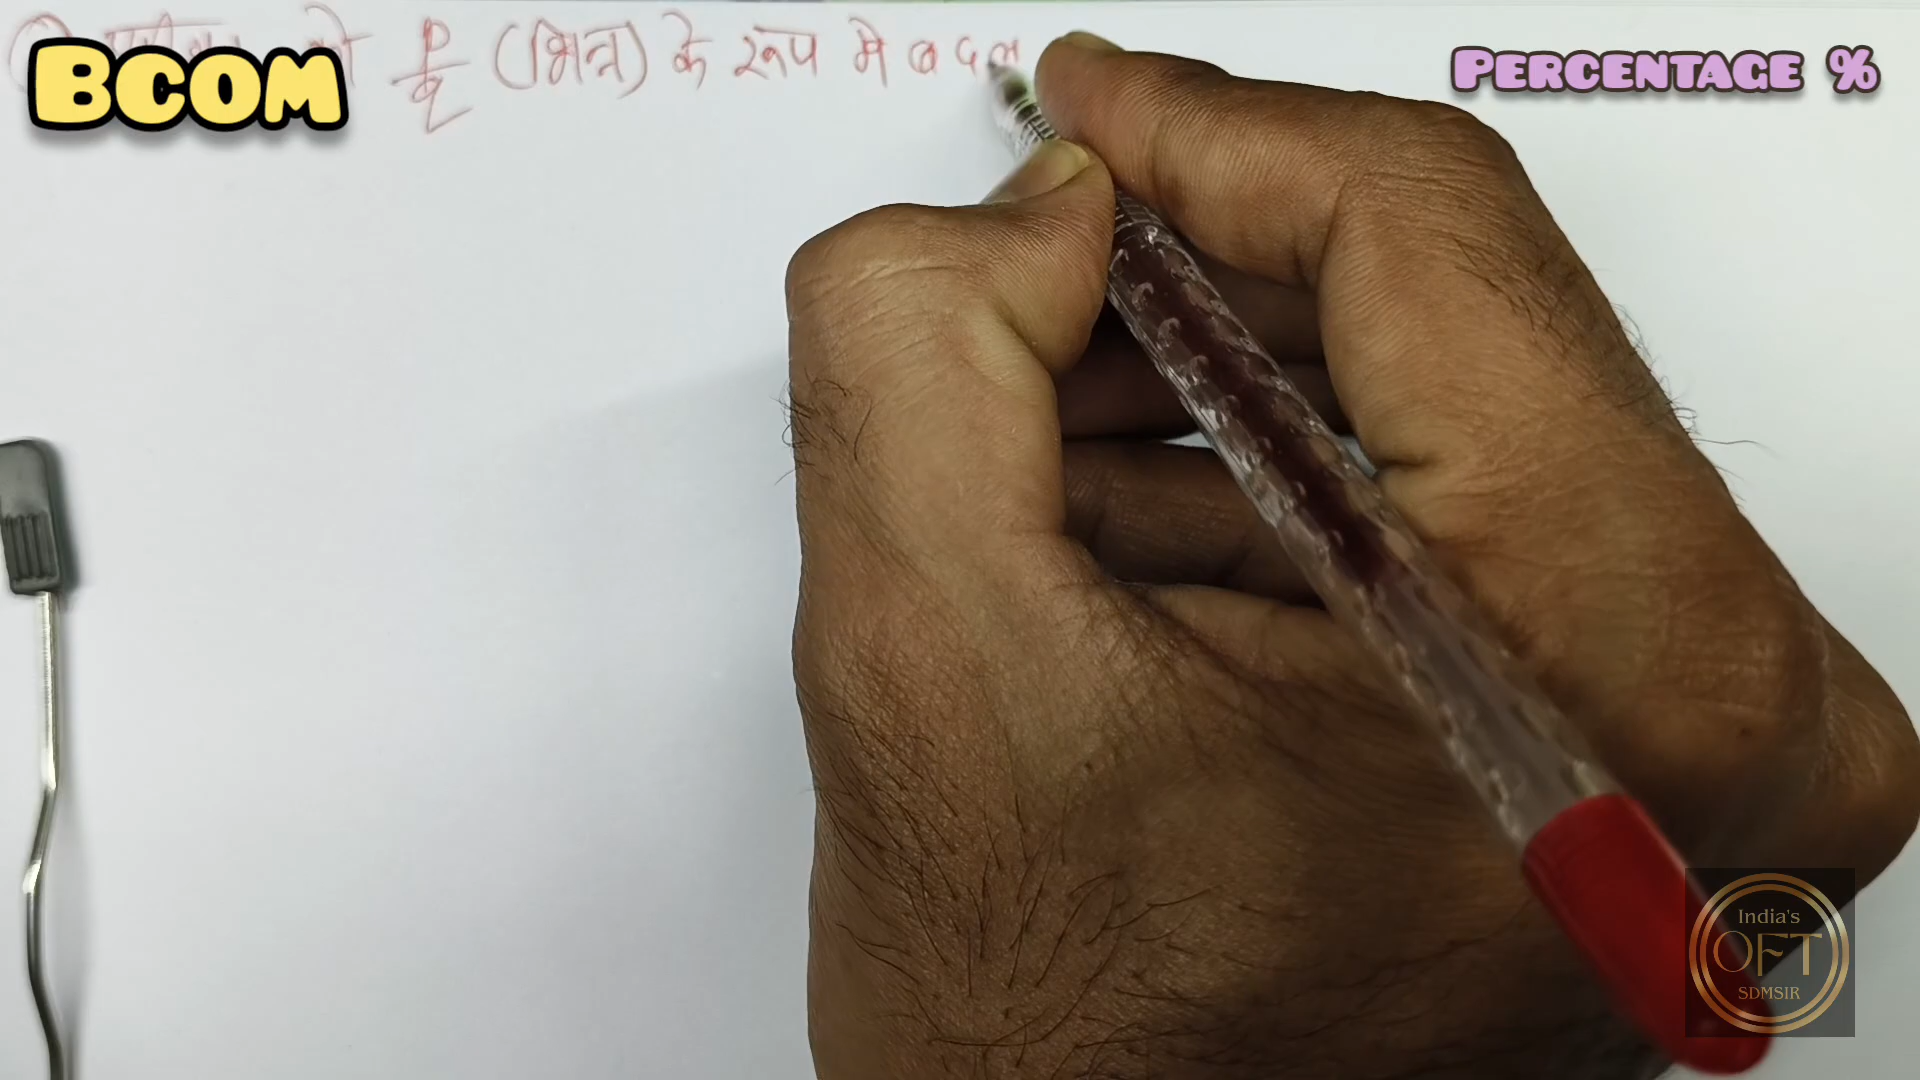 को p/q (भिन्न) के रूप मे बदल
BCOM
PERCENTAGE %
India's
OFT
SDMSIR